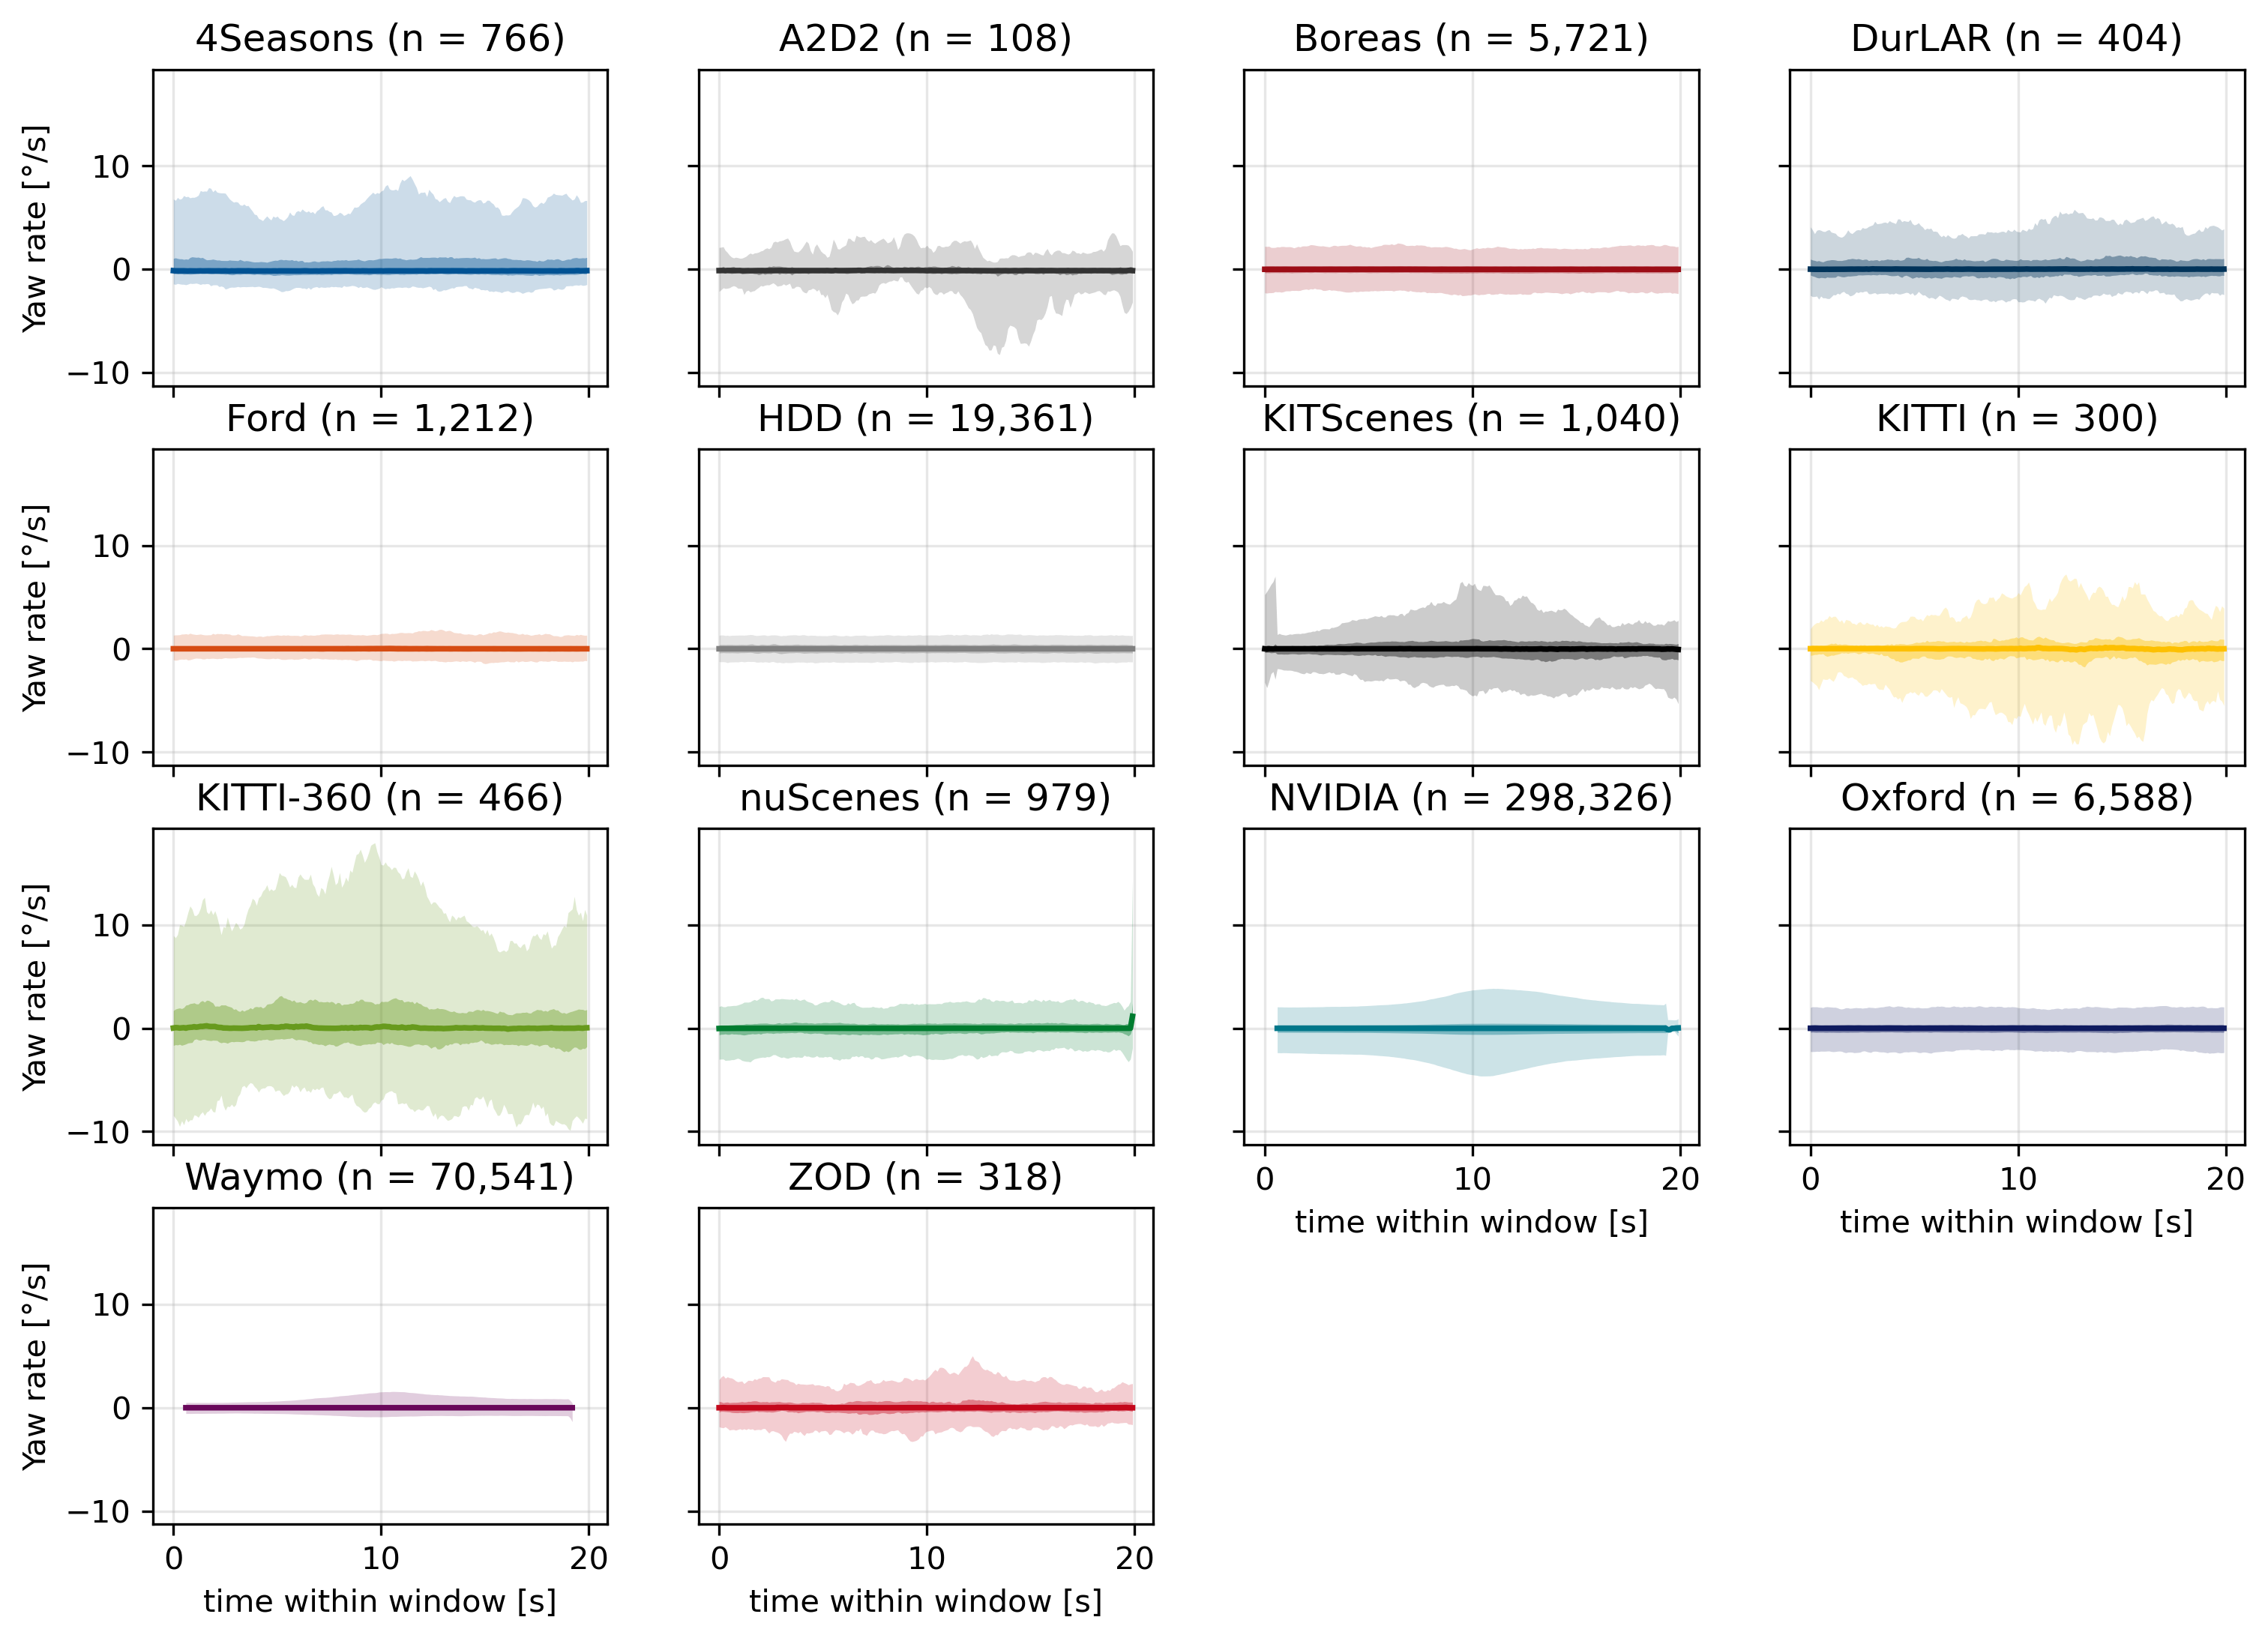 4Seasons (n = 766)
A2D2 (n = 108)
Boreas (n = 5,721)
DurLAR (n = 404)
Yaw rate [°/s]
10
0
−10
Ford (n = 1,212)
HDD (n = 19,361)
KITScenes (n = 1,040)
KITTI (n = 300)
Yaw rate [°/s]
10
0
−10
KITTI-360 (n = 466)
nuScenes (n = 979)
NVIDIA (n = 298,326)
Oxford (n = 6,588)
Yaw rate [°/s]
10
0
−10
0 10 20
time within window [s]
0 10 20
time within window [s]
Waymo (n = 70,541)
ZOD (n = 318)
Yaw rate [°/s]
10
0
−10
0 10 20
time within window [s]
0 10 20
time within window [s]